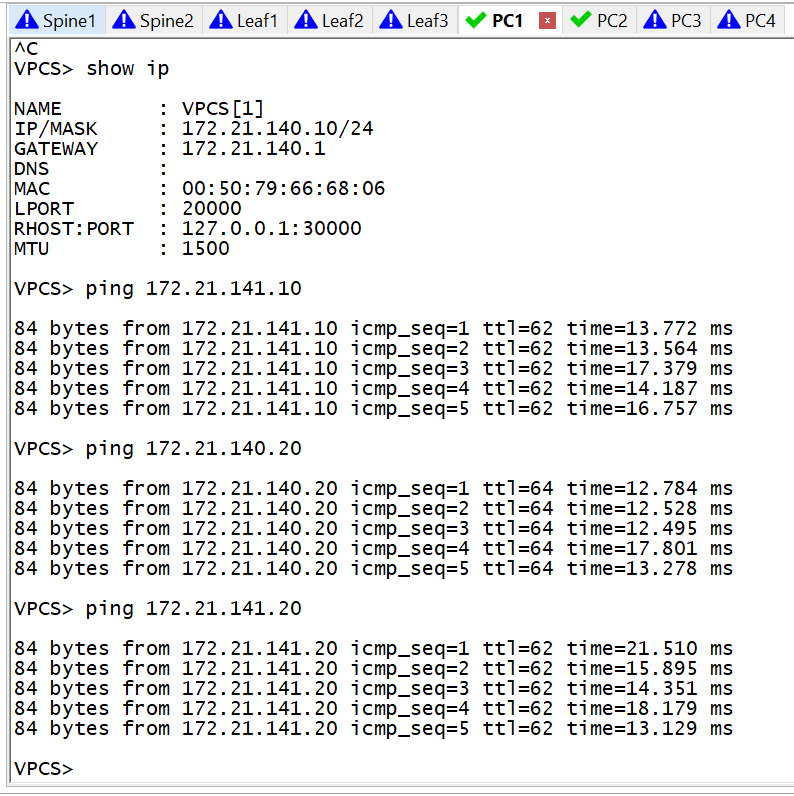 Spine1 Spine2 Leaf1 Leaf2 Leaf3 PC1 x PC2 PC3 PC4
^C
VPCS> show ip
NAME : VPCS[1]
IP/MASK : 172.21.140.10/24
GATEWAY : 172.21.140.1
DNS :
MAC : 00:50:79:66:68:06
LPORT : 20000
RHOST:PORT : 127.0.0.1:30000
MTU : 1500
VPCS> ping 172.21.141.10
84 bytes from 172.21.141.10 icmp_seq=1 ttl=62 time=13.772 ms
84 bytes from 172.21.141.10 icmp_seq=2 ttl=62 time=13.564 ms
84 bytes from 172.21.141.10 icmp_seq=3 ttl=62 time=17.379 ms
84 bytes from 172.21.141.10 icmp_seq=4 ttl=62 time=14.187 ms
84 bytes from 172.21.141.10 icmp_seq=5 ttl=62 time=16.757 ms
VPCS> ping 172.21.140.20
84 bytes from 172.21.140.20 icmp_seq=1 ttl=64 time=12.784 ms
84 bytes from 172.21.140.20 icmp_seq=2 ttl=64 time=12.528 ms
84 bytes from 172.21.140.20 icmp_seq=3 ttl=64 time=12.495 ms
84 bytes from 172.21.140.20 icmp_seq=4 ttl=64 time=17.801 ms
84 bytes from 172.21.140.20 icmp_seq=5 ttl=64 time=13.278 ms
VPCS> ping 172.21.141.20
84 bytes from 172.21.141.20 icmp_seq=1 ttl=62 time=21.510 ms
84 bytes from 172.21.141.20 icmp_seq=2 ttl=62 time=15.895 ms
84 bytes from 172.21.141.20 icmp_seq=3 ttl=62 time=14.351 ms
84 bytes from 172.21.141.20 icmp_seq=4 ttl=62 time=18.179 ms
84 bytes from 172.21.141.20 icmp_seq=5 ttl=62 time=13.129 ms
VPCS>